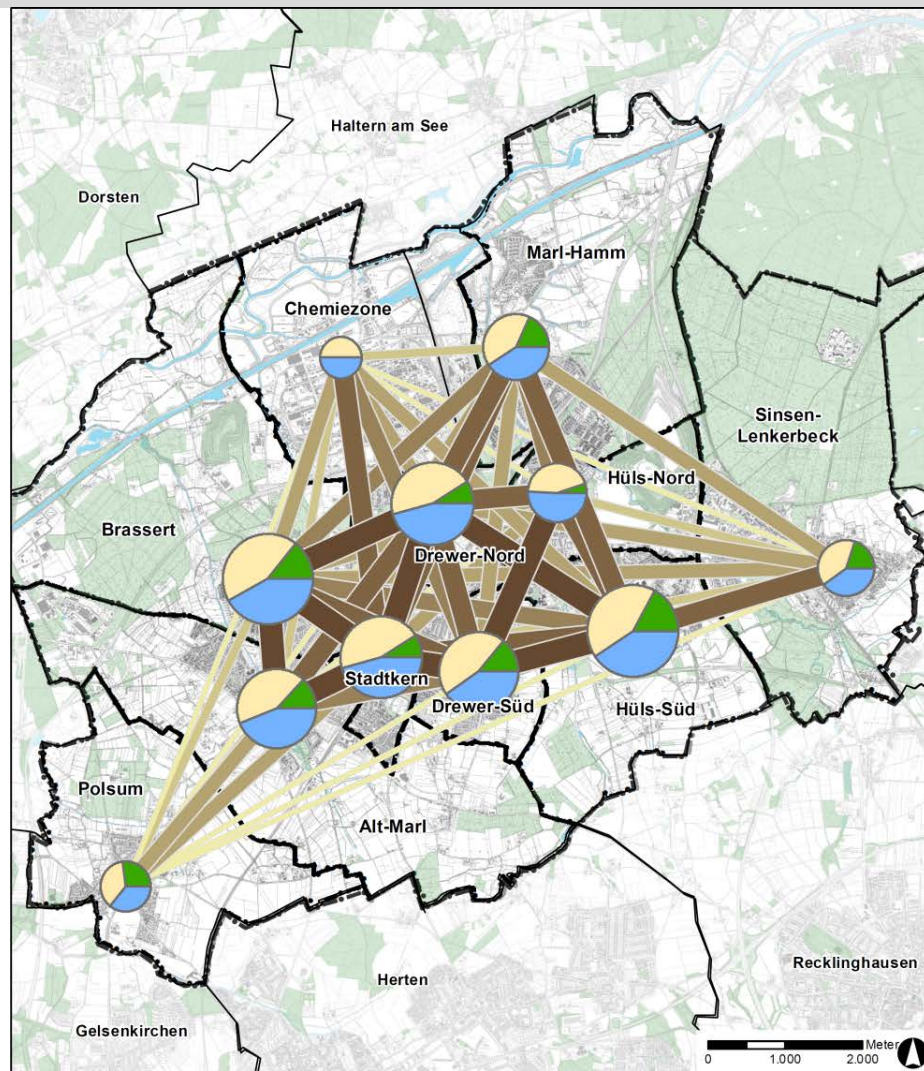 Haltern am See
Dorsten
Marl-Hamm
Chemiezone
Sinsen-
Lenkerbeck
Hüls-Nord
Brassert
Drewer-Nord
Stadtkern
Drewer-Süd
Hüls-Süd
Polsum
Alt-Marl
Recklinghausen
Herten
Gelsenkirchen
Meter
0 1.000 2.000